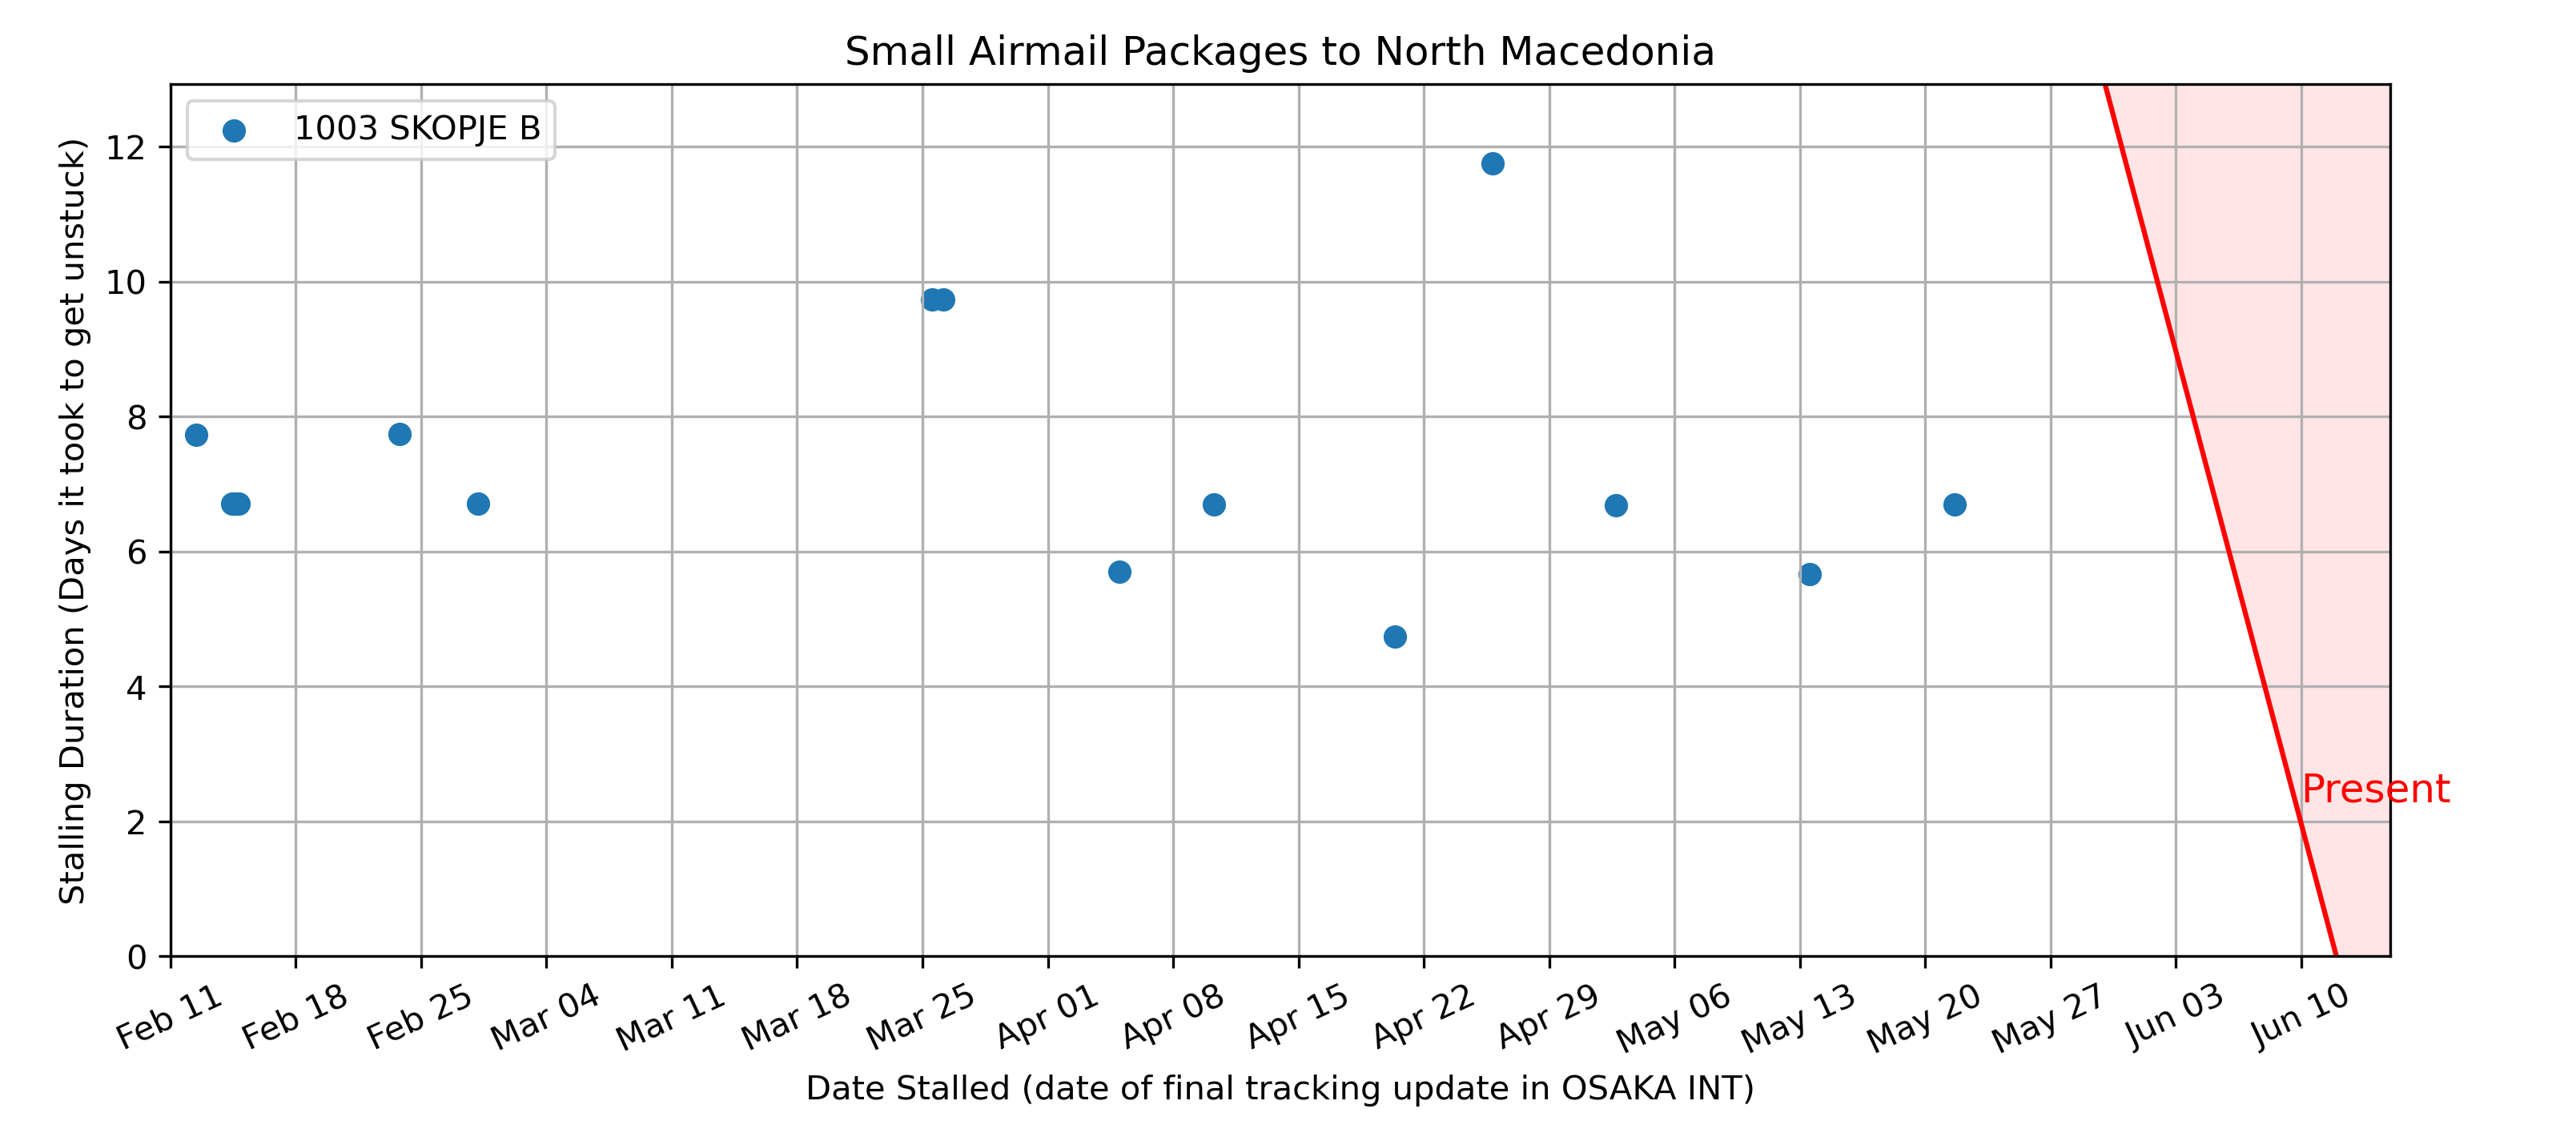 Small Airmail Packages to North Macedonia
1003 SKOPJE B
Stalling Duration (Days it took to get unstuck)
12
10
8
6
4
2
0
Present
Feb 11
Feb 18
Feb 25
Mar 04
Mar 11
Mar 18
Mar 25
Apr 01
Apr 08
Apr 15
Apr 22
Apr 29
May 06
May 13
May 20
May 27
Jun 03
Jun 10
Date Stalled (date of final tracking update in OSAKA INT)